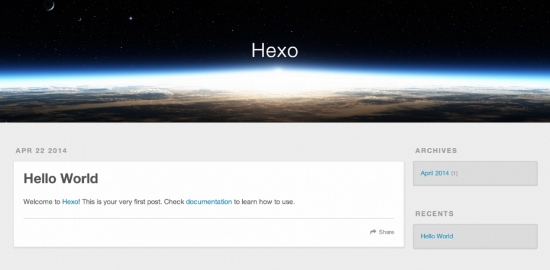 Hexo
APR 22 2014
Hello World
Welcome to Hexo! This is your very first post. Check documentation to learn how to use.
Share
ARCHIVES
April 2014 (1)
RECENTS
Hello World